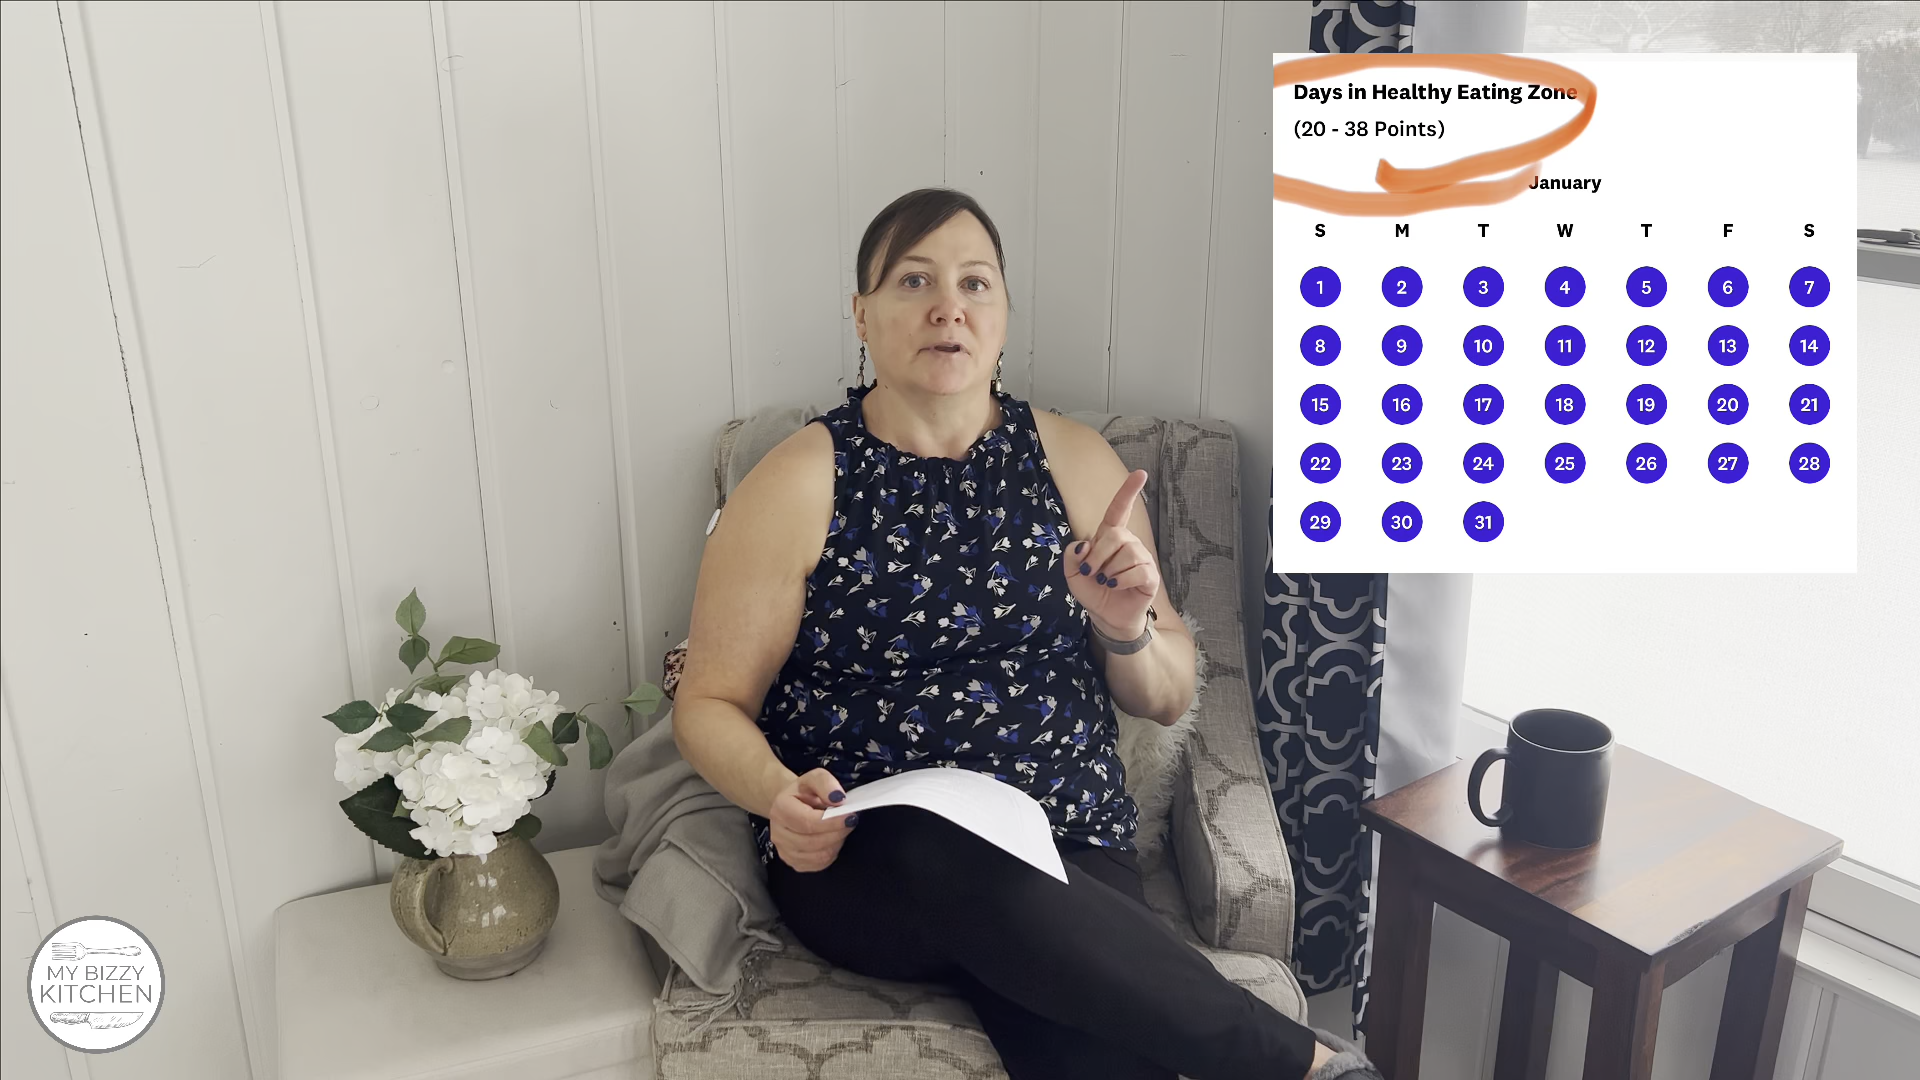 Days in Healthy Eating Zone
(20 - 38 Points)
January
S M T W T F S
1 2 3 4 5 6 7
8 9 10 11 12 13 14
15 16 17 18 19 20 21
22 23 24 25 26 27 28
29 30 31
MY BIZZY
KITCHEN